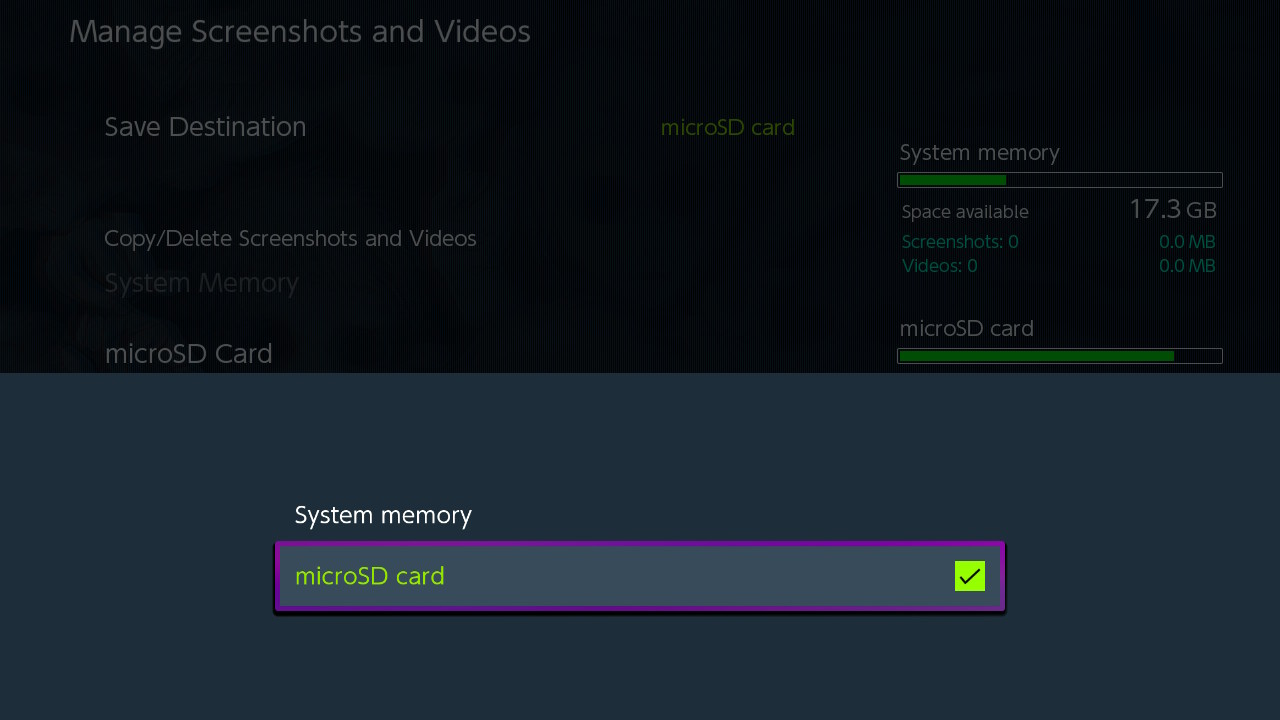 Manage Screenshots and Videos
Save Destination
microSD card
System memory
Space available 17.3 GB
Screenshots: 0 0.0 MB
Videos: 0 0.0 MB
Copy/Delete Screenshots and Videos
System Memory
microSD Card
microSD card
System memory
microSD card